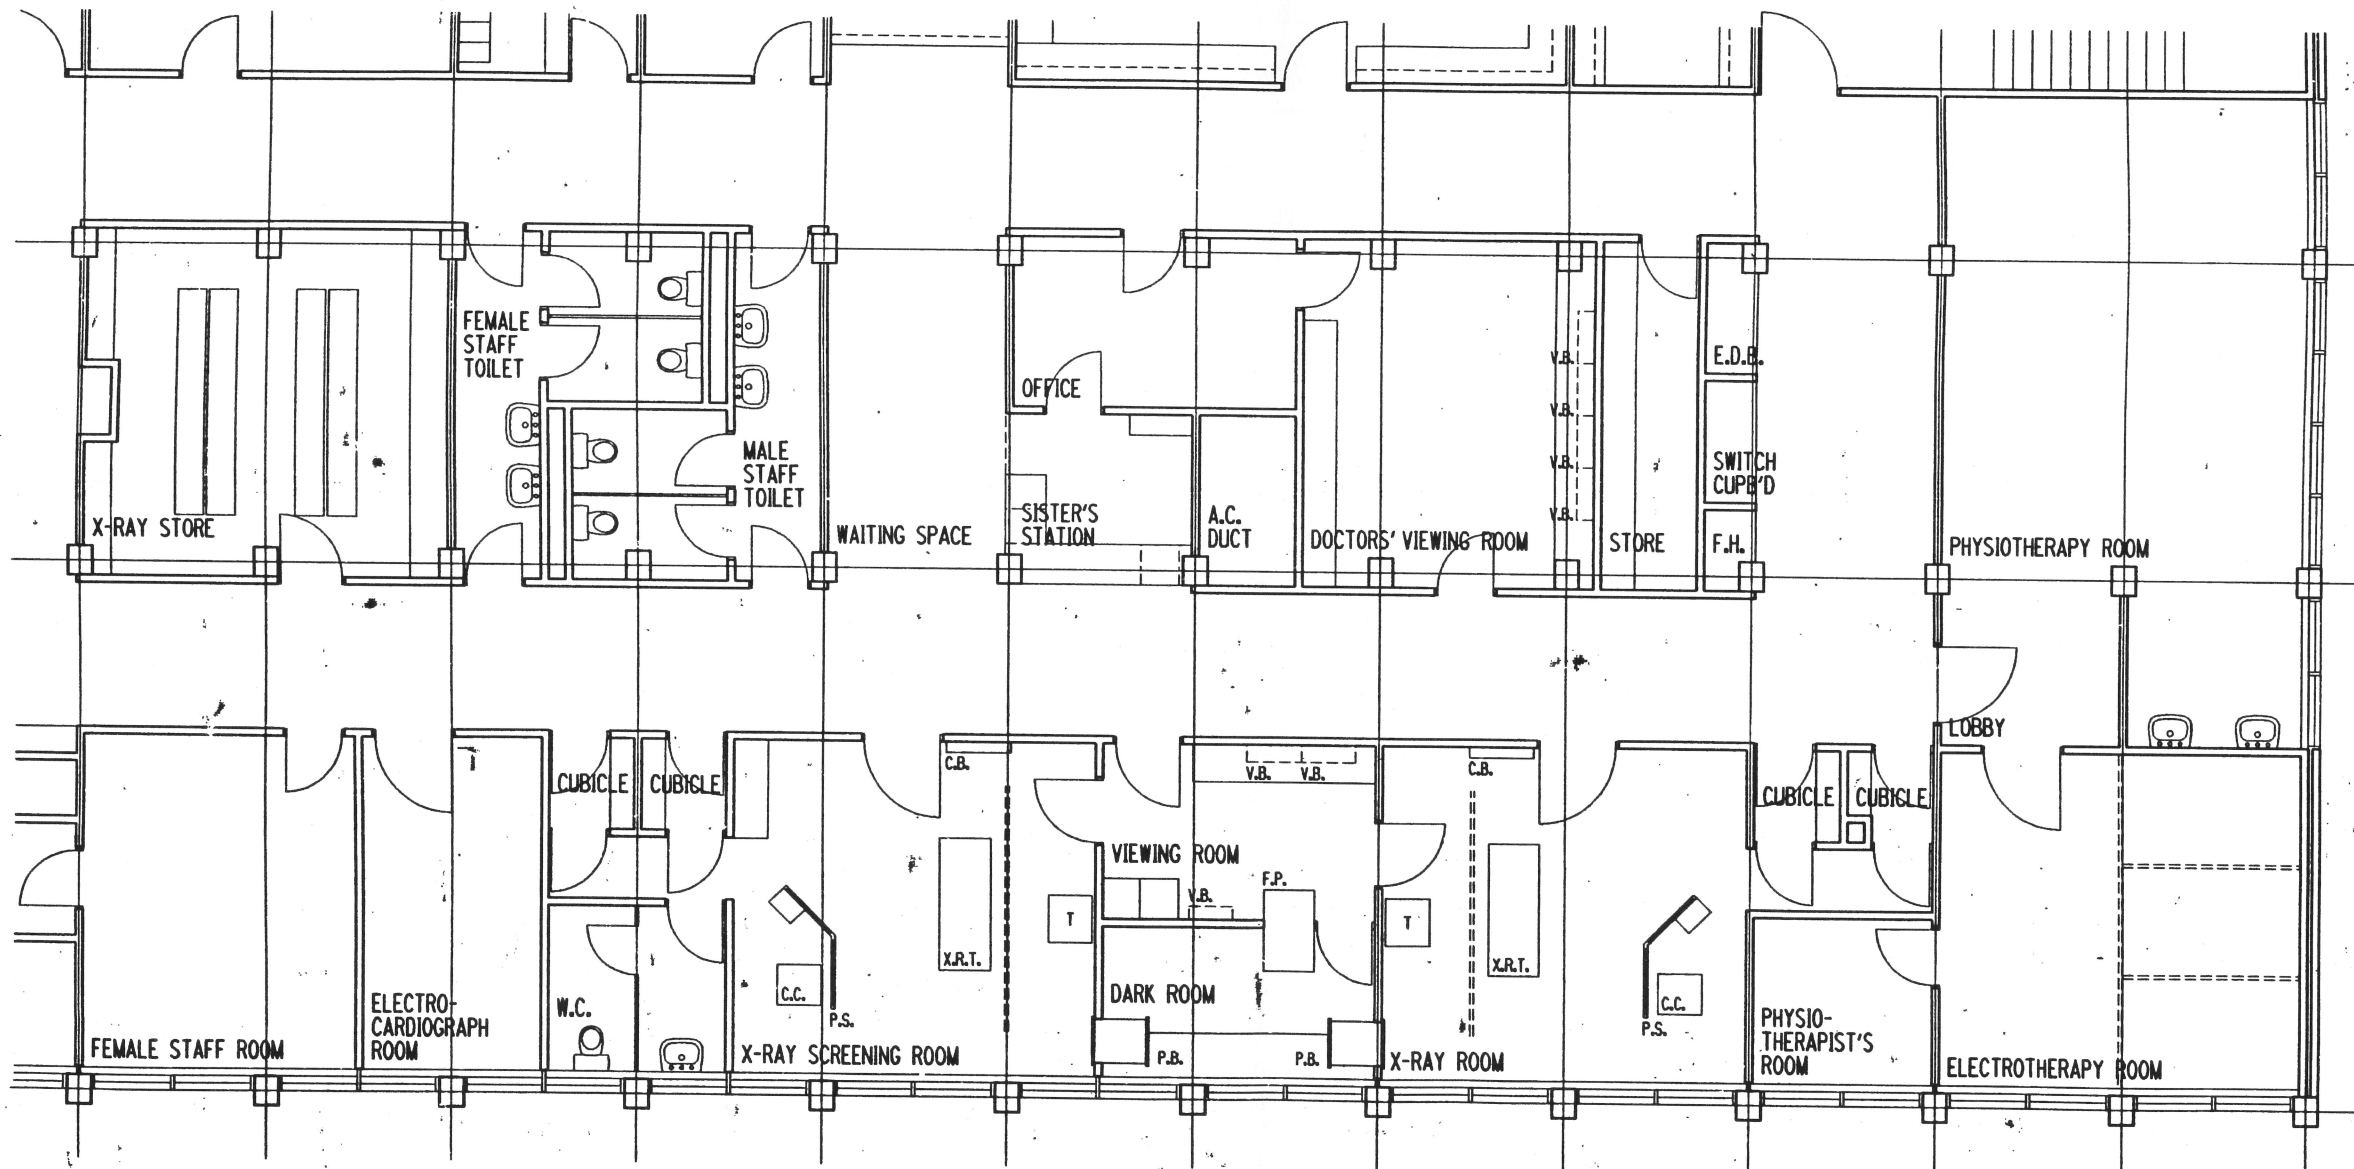 FEMALE
STAFF
TOILET
X-RAY STORE
MALE
STAFF
TOILET
WAITING SPACE
OFFICE
SISTER'S
STATION
A.C.
DUCT
DOCTORS' VIEWING ROOM
V.B.
V.B.
V.B.
V.B.
STORE
E.D.B.
SWITCH
CUPB'D
F.H.
PHYSIOTHERAPY ROOM
LOBBY
FEMALE STAFF ROOM
ELECTRO-
CARDIOGRAPH
ROOM
CUBICLE
CUBICLE
W.C.
C.B.
X.R.T.
T
C.C.
P.S.
X-RAY SCREENING ROOM
V.B. V.B.
VIEWING ROOM
V.B.
F.P.
DARK ROOM
P.B.
P.B.
C.B.
T
X.R.T.
C.C.
P.S.
X-RAY ROOM
CUBICLE
CUBICLE
PHYSIO-
THERAPIST'S
ROOM
ELECTROTHERAPY ROOM